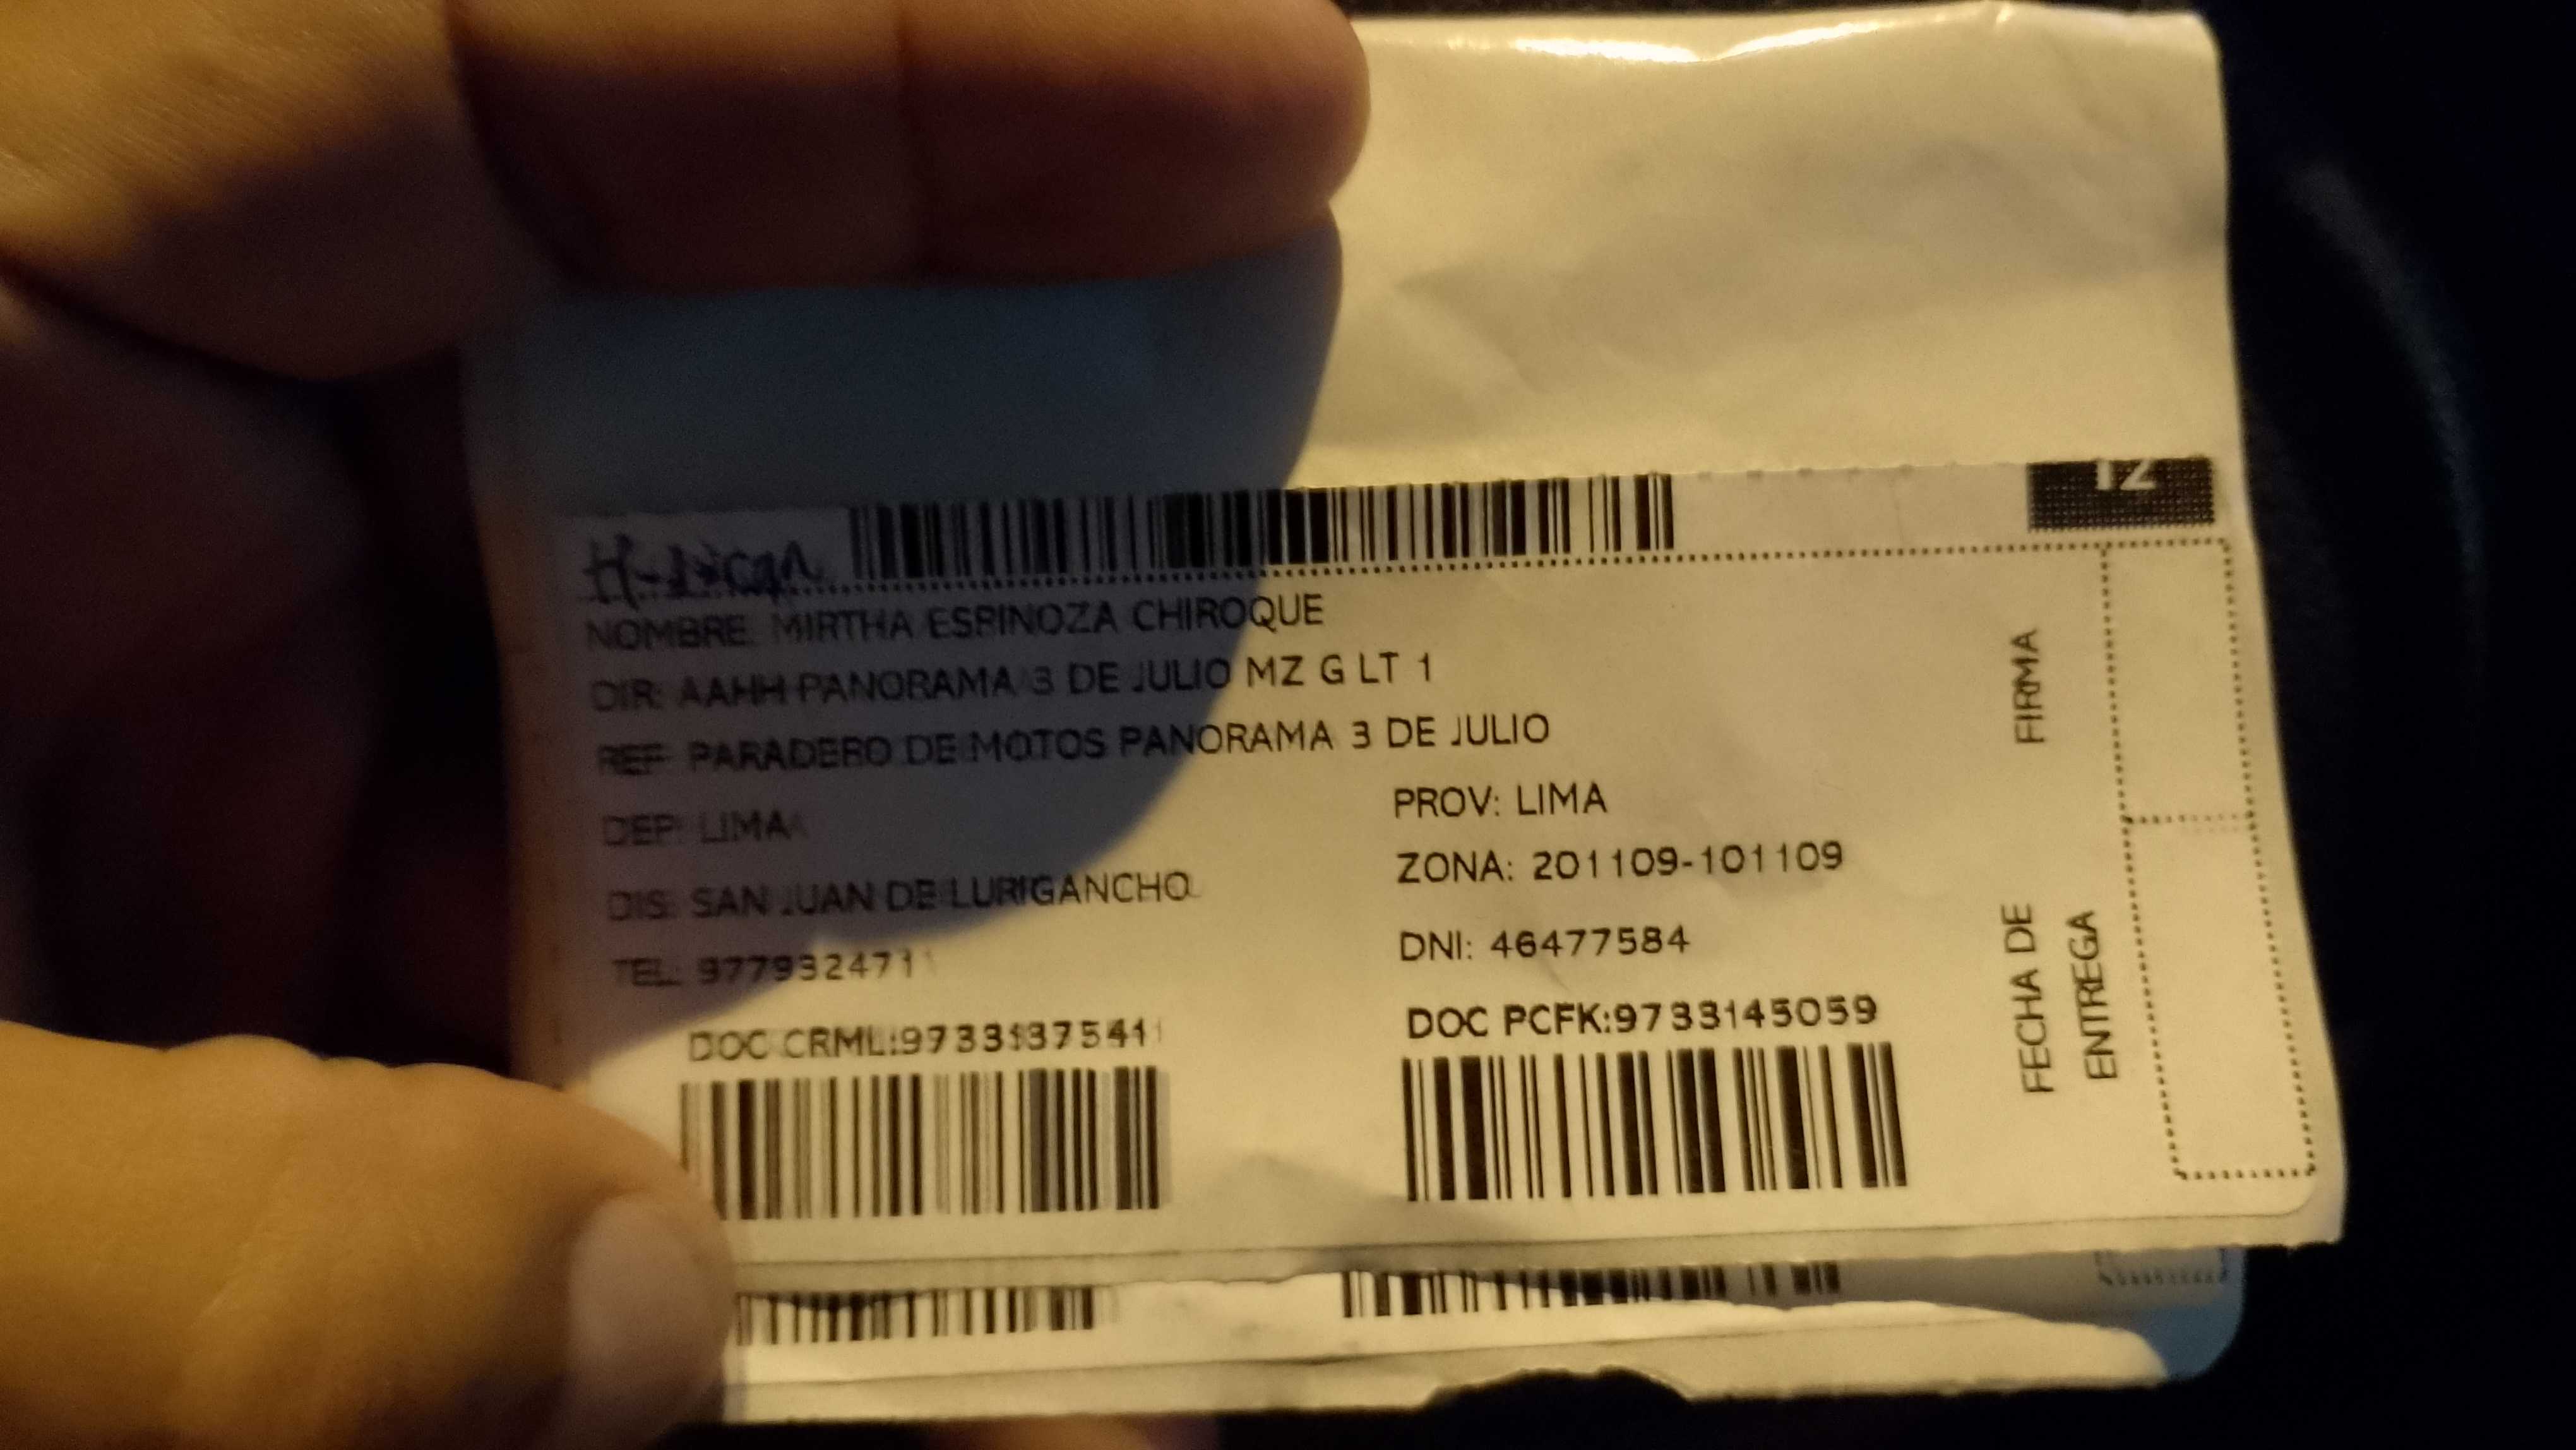 12
NOMBRE: MIRTHA ESPINOZA CHIROQUE
DIR: AAHH PANORAMA 3 DE JULIO MZ G LT 1
REF: PARADERO DE MOTOS PANORAMA 3 DE JULIO
DEP: LIMA
PROV: LIMA
ZONA: 201109-101109
DIS: SAN JUAN DE LURIGANCHO
DNI: 46477584
TEL: 977932471
DOC CRML:9733137541
DOC PCFK:9733145059
FIRMA
FECHA DE
ENTREGA